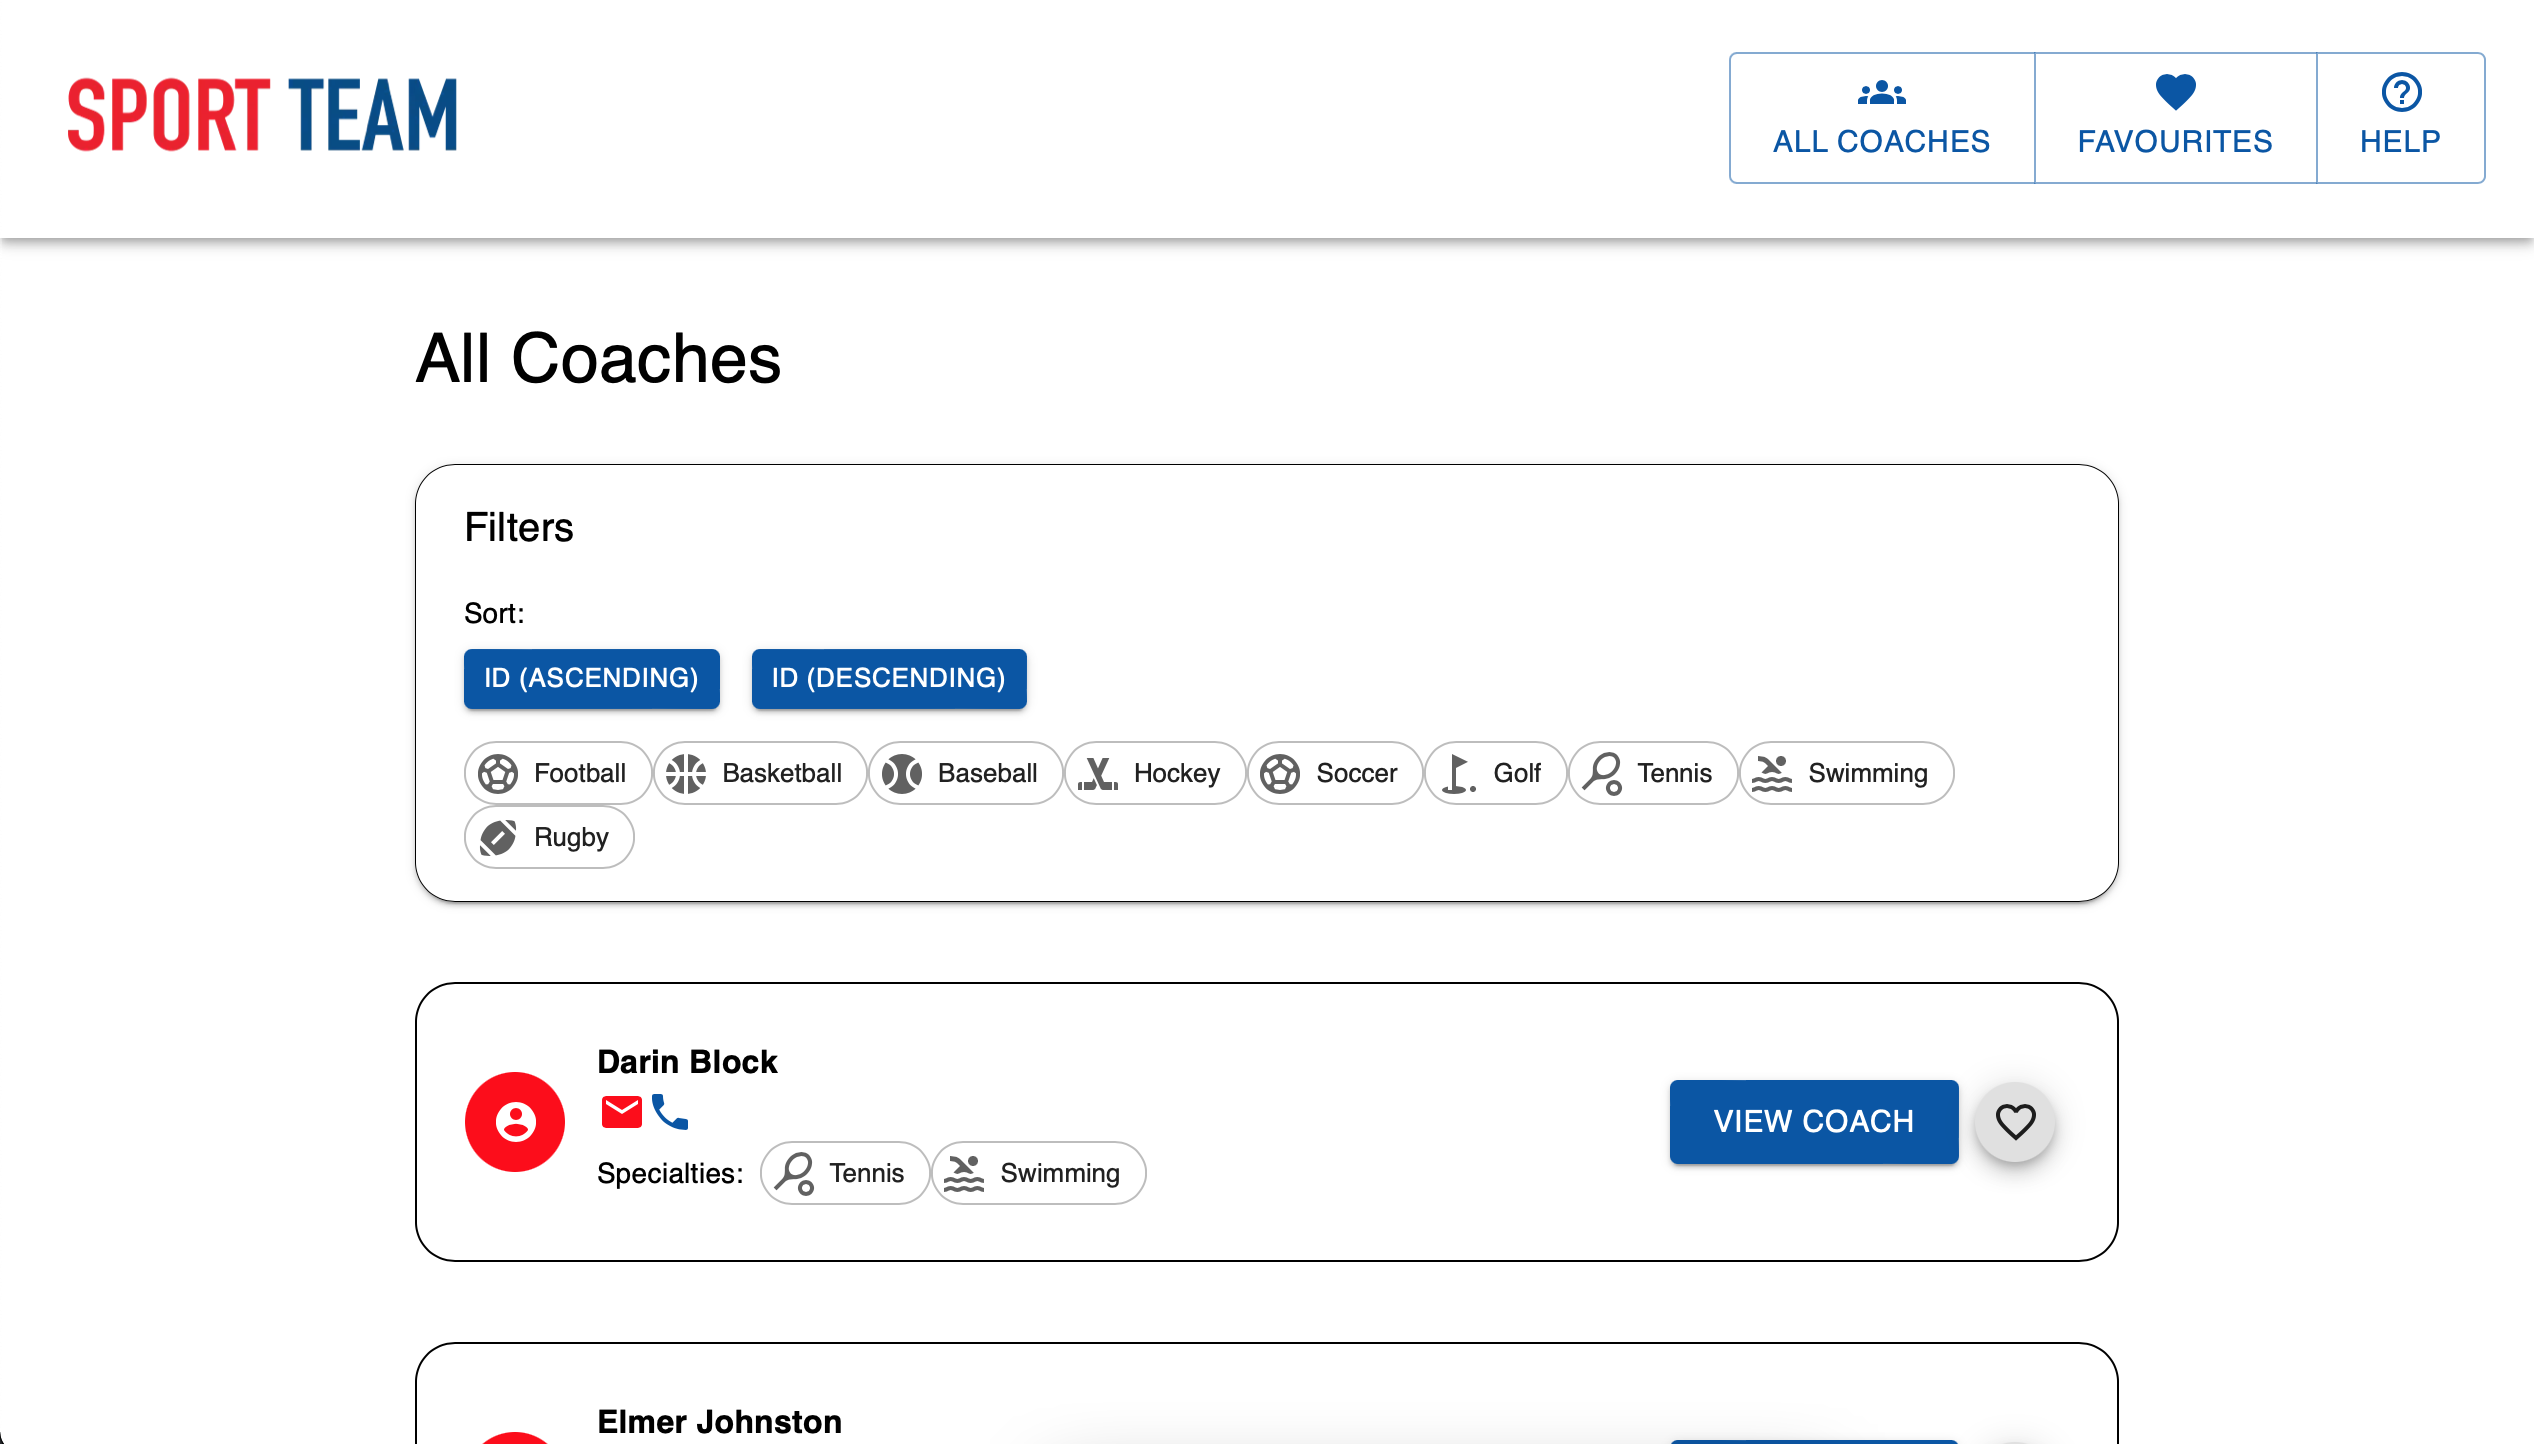 SPORT TEAM
ALL COACHES
FAVOURITES
HELP
All Coaches
Filters
Sort:
ID (ASCENDING) ID (DESCENDING)
Football Basketball Baseball Hockey Soccer Golf Tennis Swimming
Rugby
Darin Block
Specialties: Tennis Swimming
VIEW COACH
Elmer Johnston